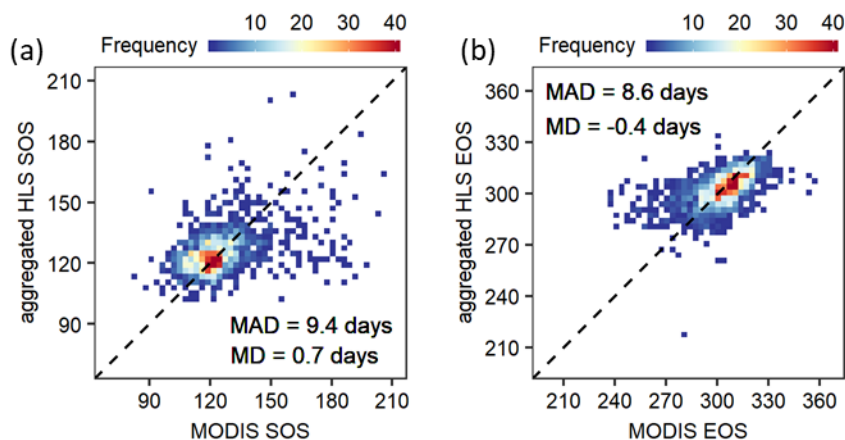 (a)
Frequency 10 20 30 40
210
180
150
120
90
aggregated HLS SOS
MAD = 9.4 days
MD = 0.7 days
90 120 150 180 210
MODIS SOS
(b)
Frequency 10 20 30 40
360
330
300
270
240
210
aggregated HLS EOS
MAD = 8.6 days
MD = -0.4 days
210 240 270 300 330 360
MODIS EOS